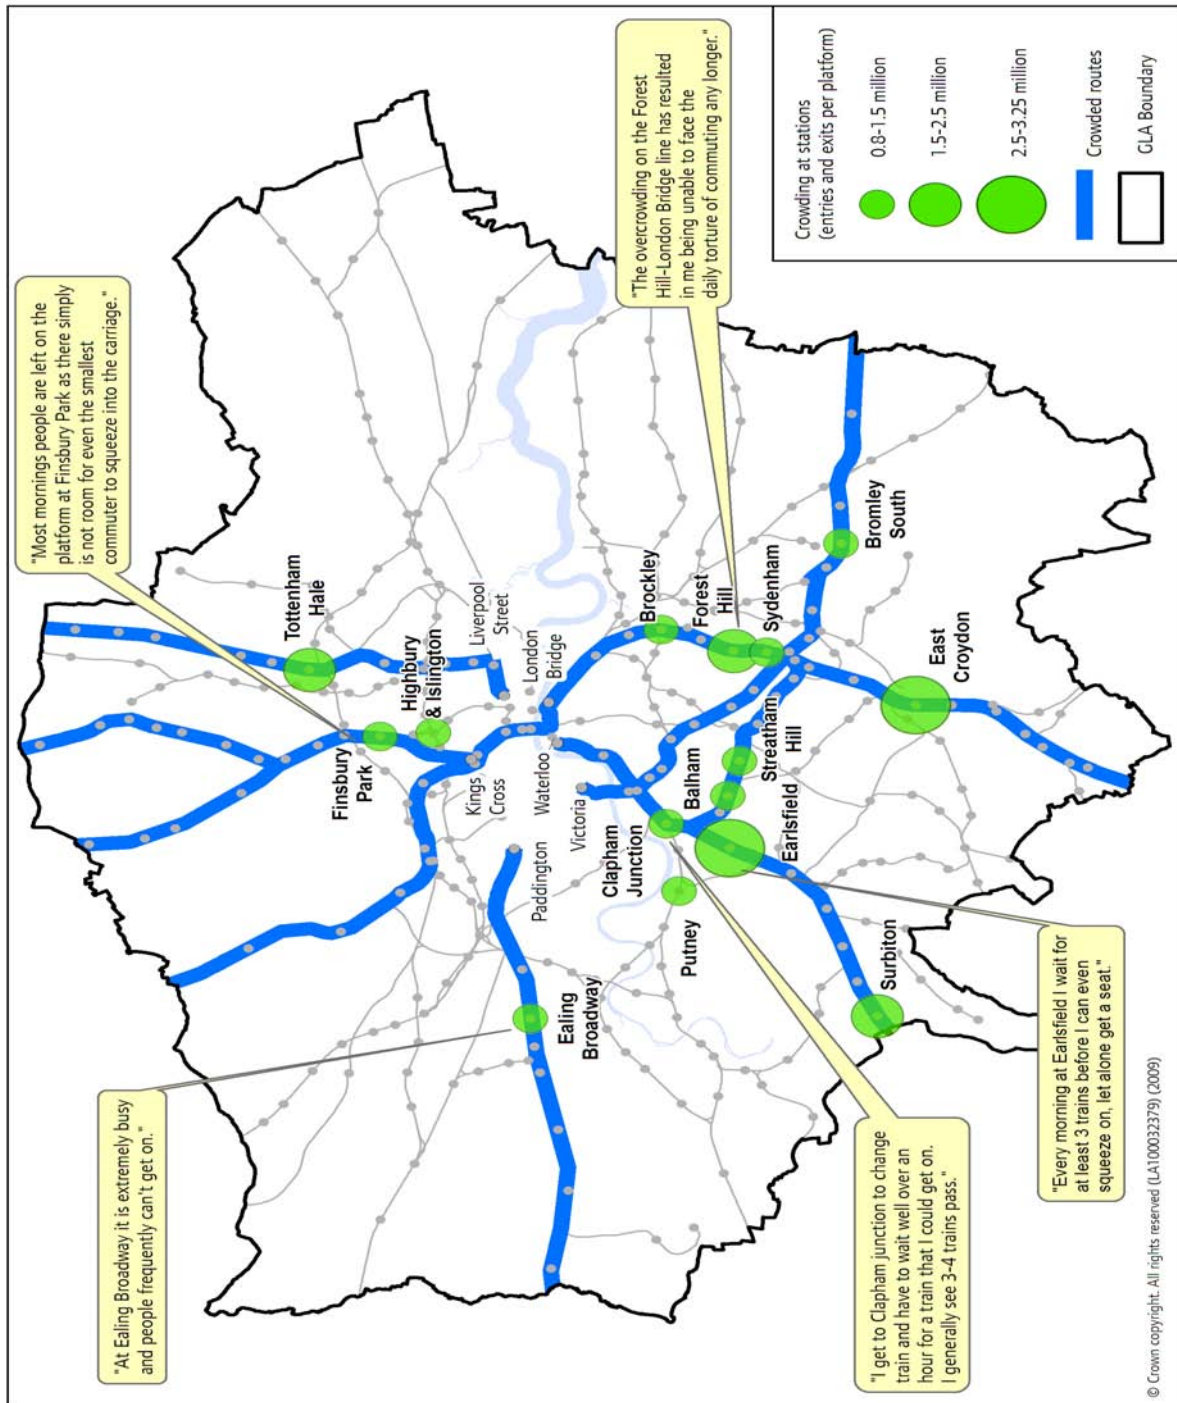 "Most mornings people are left on the
platform at Finsbury Park as there simply
is not room for even the smallest
commuter to squeeze into the carriage."
"The overcrowding on the Forest
Hill-London Bridge line has resulted
in me being unable to face the
daily torture of commuting any longer."
"At Ealing Broadway it is extremely busy
and people frequently can't get on."
"I get to Clapham junction to change
train and have to wait well over an
hour for a train that I could get on.
I generally see 3-4 trains pass."
"Every morning at Earlsfield I wait for
at least 3 trains before I can even
squeeze on, let alone get a seat."
Tottenham
Hale
Finsbury
Park
Highbury
& Islington
Liverpool
Street
Kings
Cross
London
Bridge
Paddington
Waterloo
Victoria
Ealing
Broadway
Clapham
Junction
Putney
Balham
Earlsfield
Streatham
Hill
Brockley
Forest
Hill
Sydenham
Bromley
South
East
Croydon
Surbiton
Crowding at stations
(entries and exits per platform)
0.8-1.5 million
1.5-2.5 million
2.5-3.25 million
Crowded routes
GLA Boundary
© Crown copyright. All rights reserved (LA100032379) (2009)